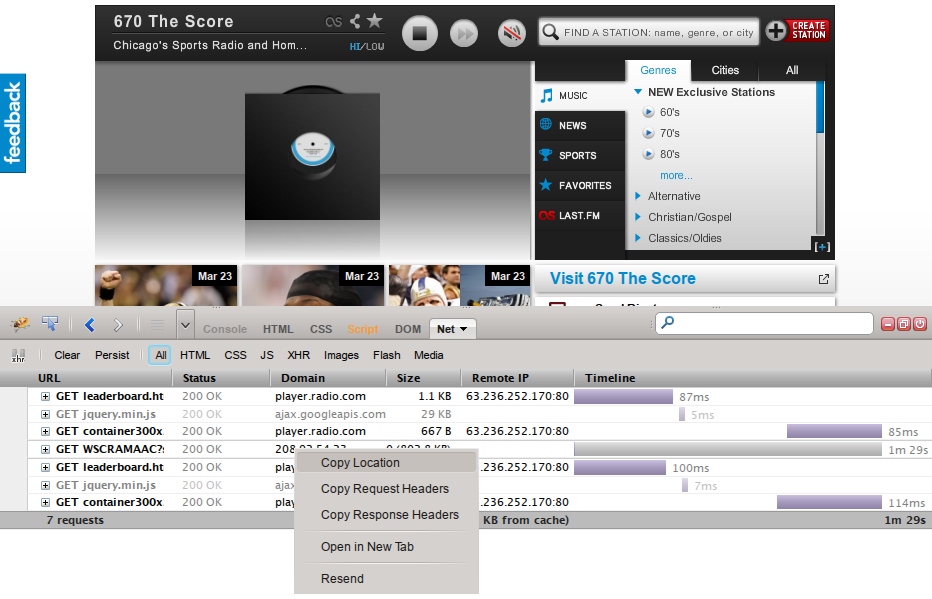 670 The Score
Chicago's Sports Radio and Hom...
HI/LOW
FIND A STATION: name, genre, or city
CREATE STATION
feedback
Genres Cities All
MUSIC
NEWS
SPORTS
FAVORITES
LAST.FM
NEW Exclusive Stations
60's
70's
80's
more...
Alternative
Christian/Gospel
Classics/Oldies
[+]
Mar 23 Mar 23 Mar 23
Visit 670 The Score
Console HTML CSS Script DOM Net
xhr Clear Persist All HTML CSS JS XHR Images Flash Media
URL Status Domain Size Remote IP Timeline
GET leaderboard.ht 200 OK player.radio.com 1.1 KB 63.236.252.170:80 87ms
GET jquery.min.js 200 OK ajax.googleapis.com 29 KB 5ms
GET container300x 200 OK player.radio.com 667 B 63.236.252.170:80 85ms
GET WSCRAMAAC?s 200 OK 1m 29s
GET leaderboard.ht 200 OK play .236.252.170:80 100ms
GET jquery.min.js 200 OK ajax 7ms
GET container300x 200 OK play .236.252.170:80 114ms
7 requests KB from cache) 1m 29s
Copy Location
Copy Request Headers
Copy Response Headers
Open in New Tab
Resend